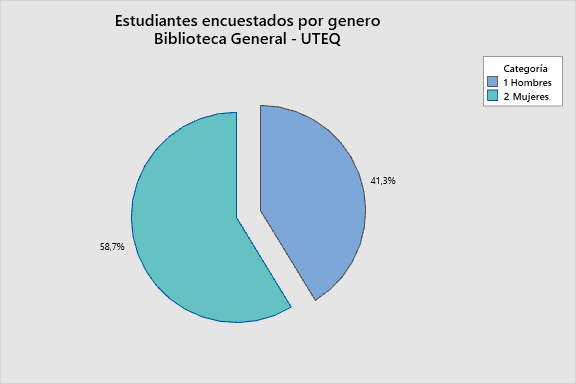 Estudiantes encuestados por genero
Biblioteca General - UTEQ
Categoría
1 Hombres
2 Mujeres
41,3%
58,7%